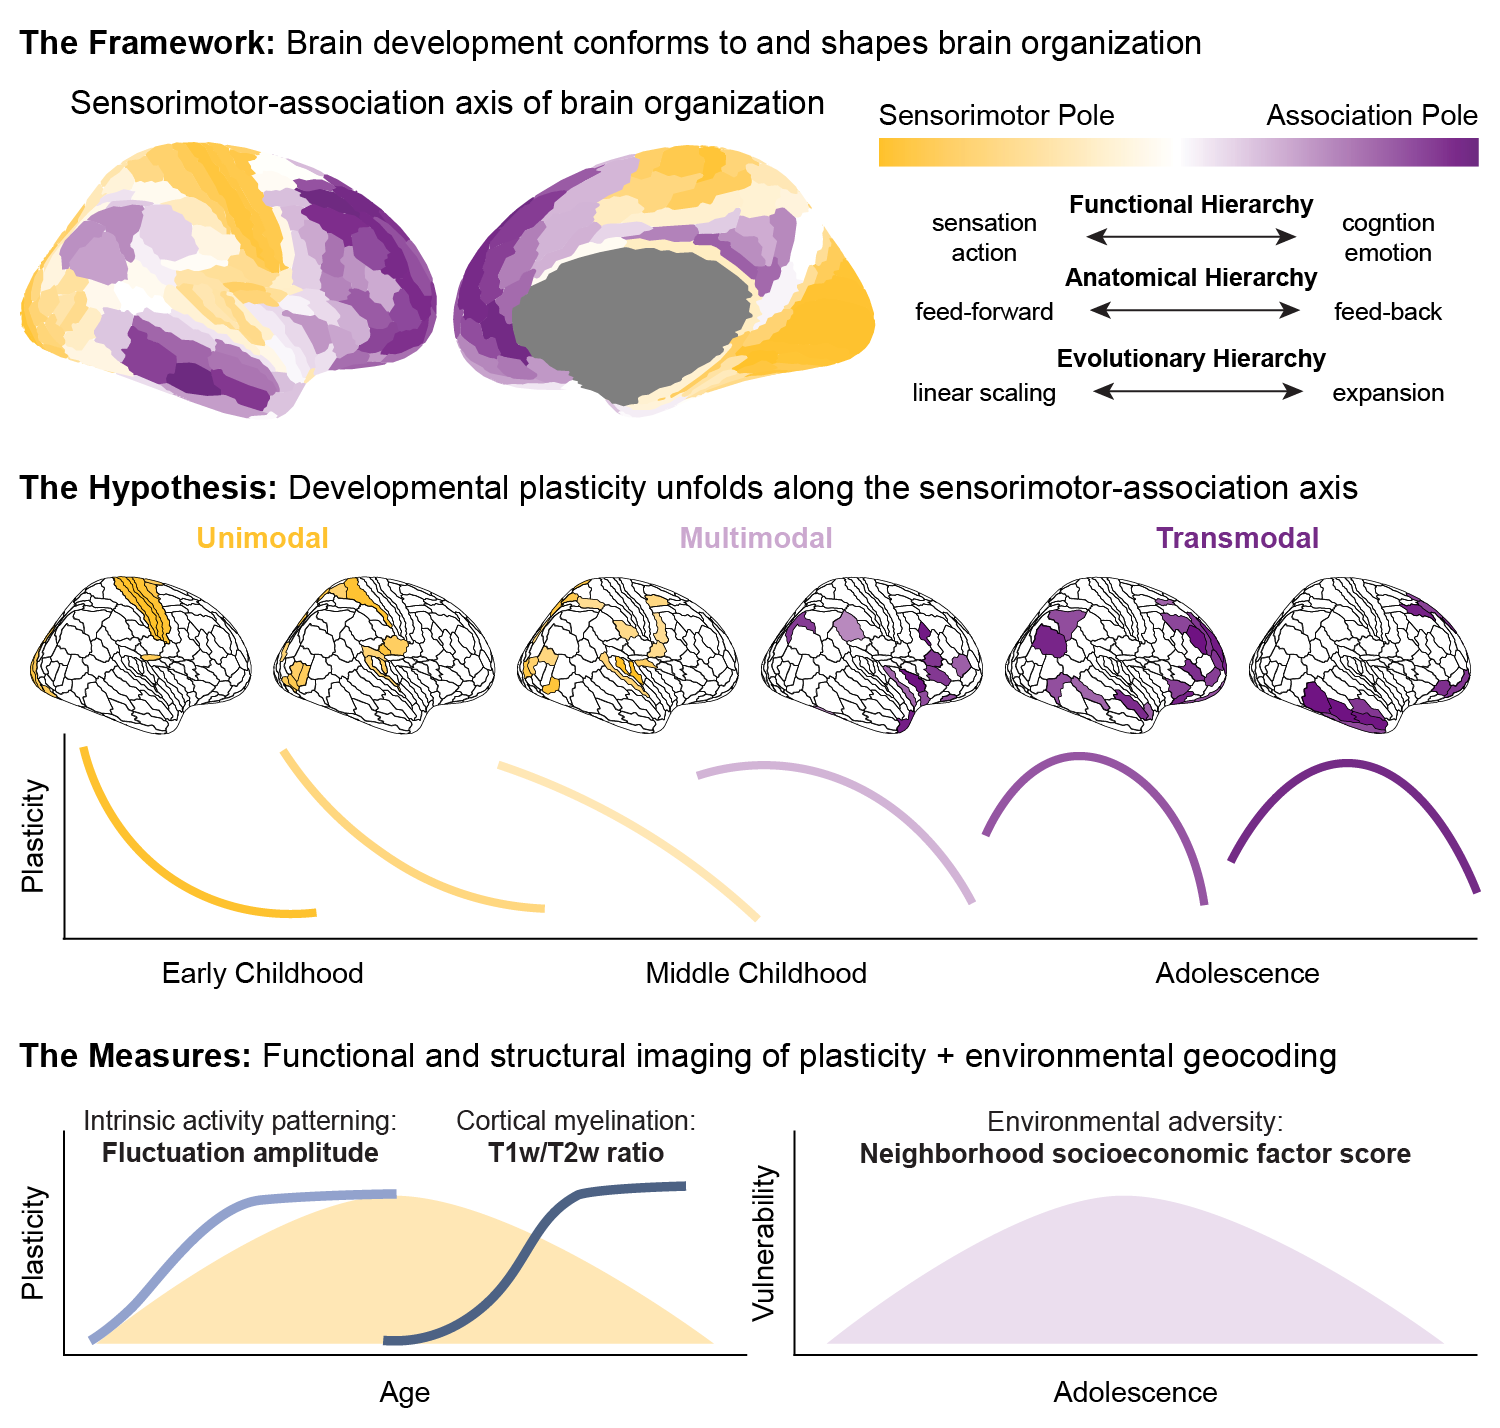 The Framework: Brain development conforms to and shapes brain organization
Sensorimotor-association axis of brain organization
Sensorimotor Pole
Association Pole
Functional Hierarchy
sensation
action
cogntion
emotion
Anatomical Hierarchy
feed-forward
feed-back
Evolutionary Hierarchy
linear scaling
expansion
The Hypothesis: Developmental plasticity unfolds along the sensorimotor-association axis
Unimodal
Multimodal
Transmodal
Plasticity
Early Childhood
Middle Childhood
Adolescence
The Measures: Functional and structural imaging of plasticity + environmental geocoding
Intrinsic activity patterning:
Fluctuation amplitude
Cortical myelination:
T1w/T2w ratio
Plasticity
Age
Environmental adversity:
Neighborhood socioeconomic factor score
Vulnerability
Adolescence